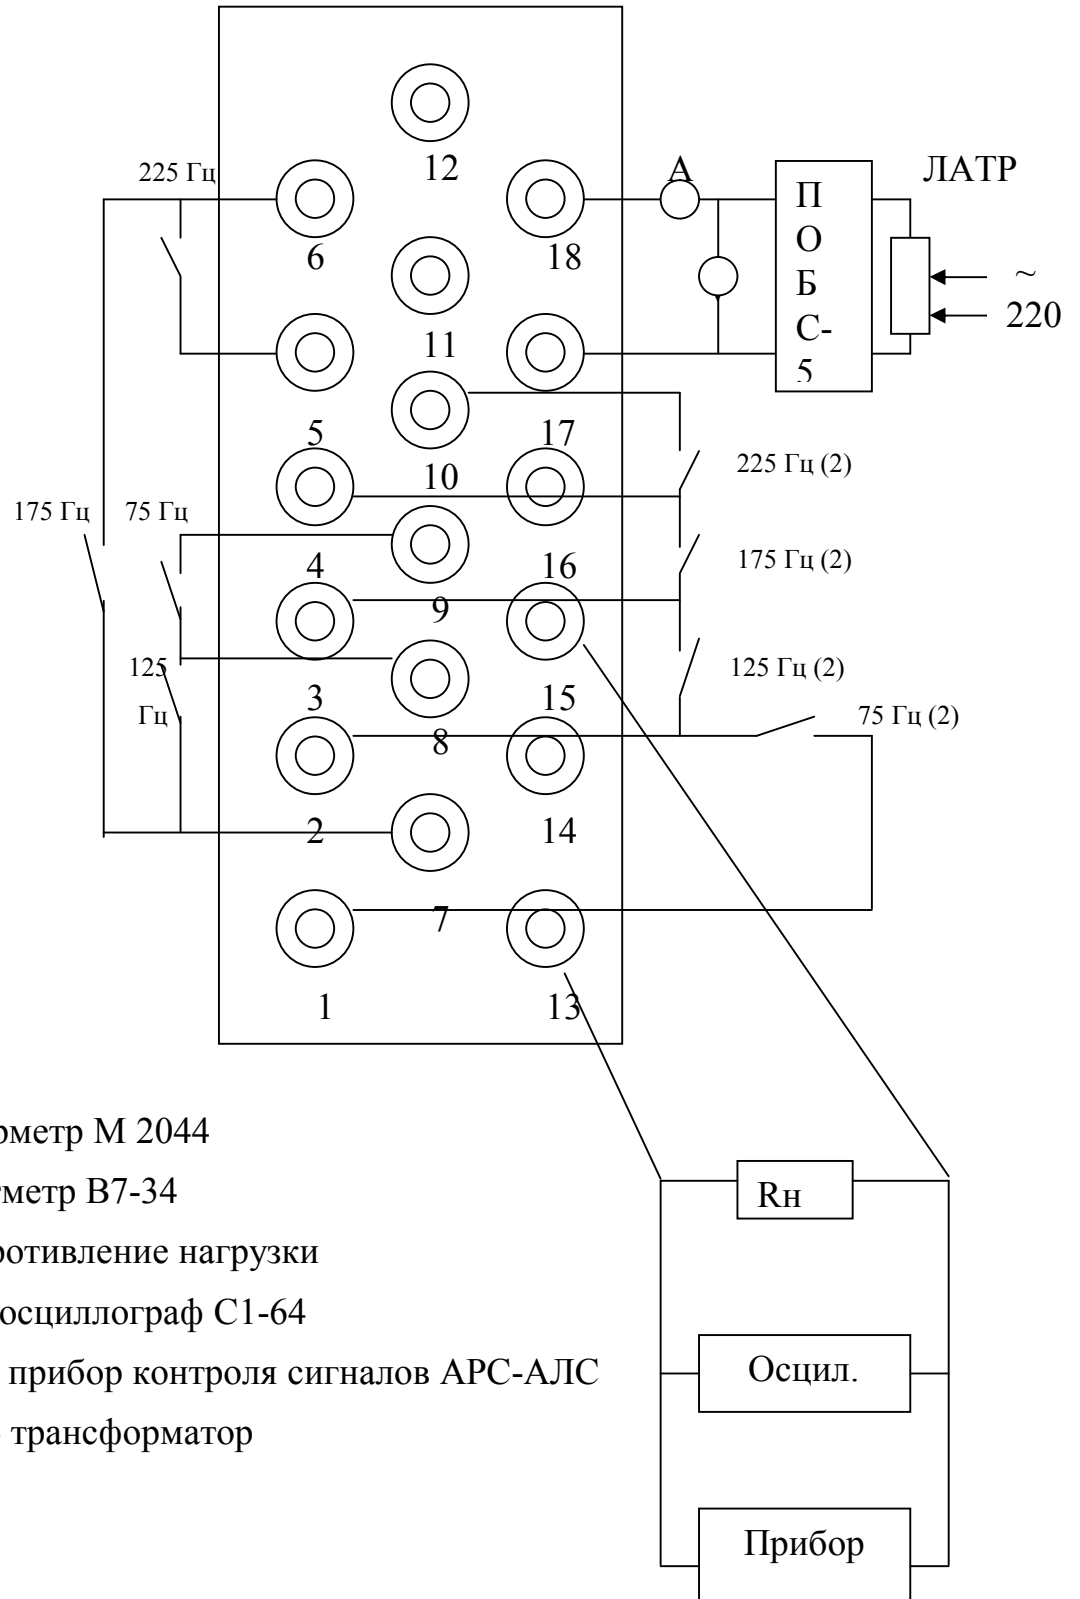 12
225 Гц
А
ЛАТР
П
О
Б
С-
5
6
18
~
220
11
5
17
10
225 Гц (2)
175 Гц
75 Гц
4
16
175 Гц (2)
9
125
Гц
3
15
125 Гц (2)
8
75 Гц (2)
2
14
7
1
13
рметр М 2044
тметр В7-34
Rн
ротивление нагрузки
осциллограф С1-64
прибор контроля сигналов АРС-АЛС
Осцил.
трансформатор
Прибор